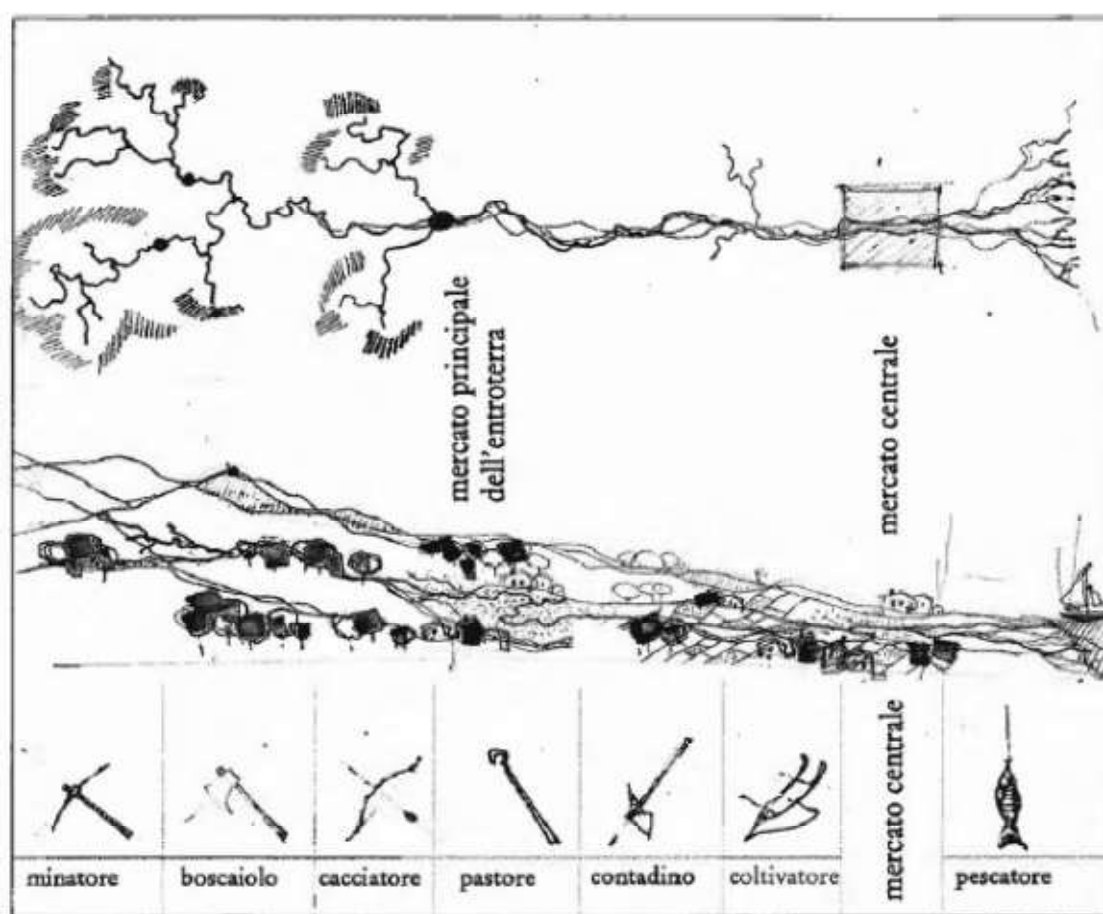 mercato principale
dell'entroterra
mercato centrale
mercato centrale
minatore
boscaiolo
cacciatore
pastore
contadino
coltivatore
pescatore